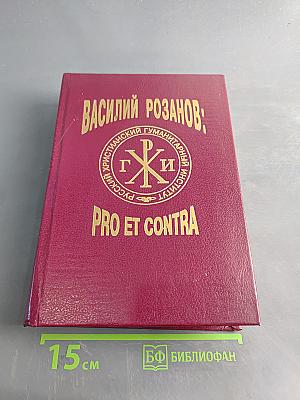 ВАСИЛИЙ РОЗАНОВ:
РУССКИЙ ХРИСТИАНСКИЙ ГУМАНИТАРНЫЙ ИНСТИТУТ
Г И
PRO ET CONTRA
15 см
БФ БИБЛИОФАН